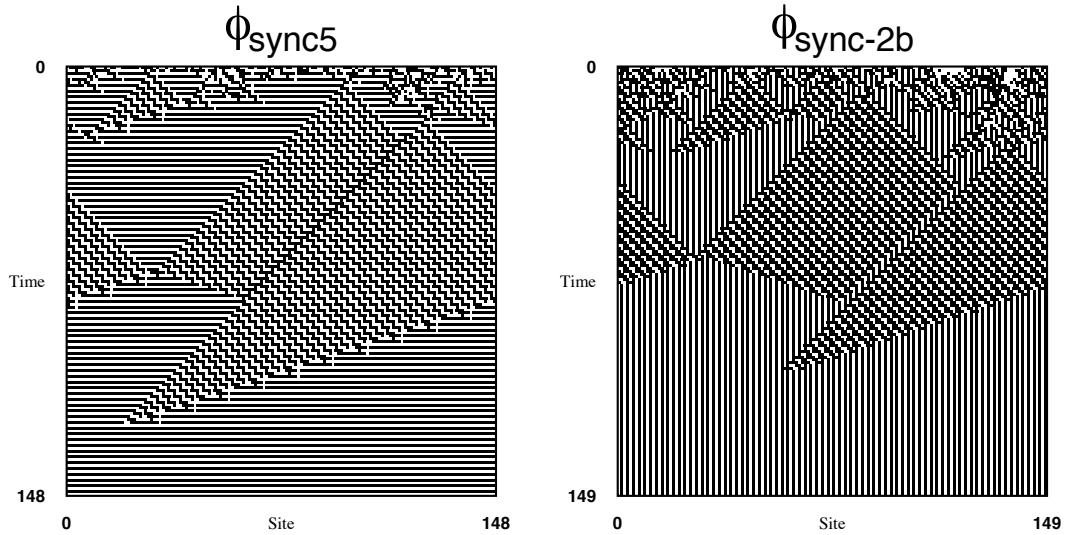 ϕsync5
ϕsync-2b
0
0
Time
Time
148
149
0 Site 148
0 Site 149